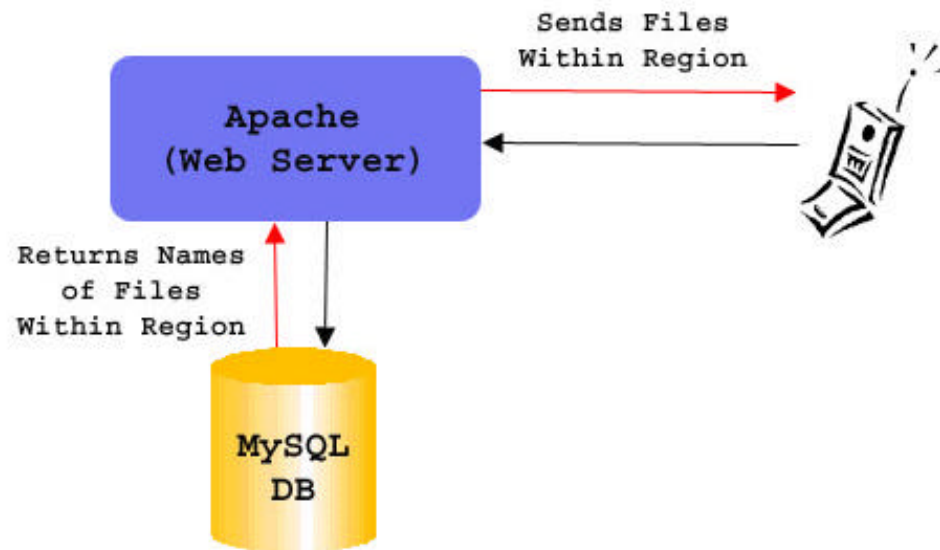 Sends Files
Within Region
Apache
(Web Server)
Returns Names
of Files
Within Region
MySQL
DB